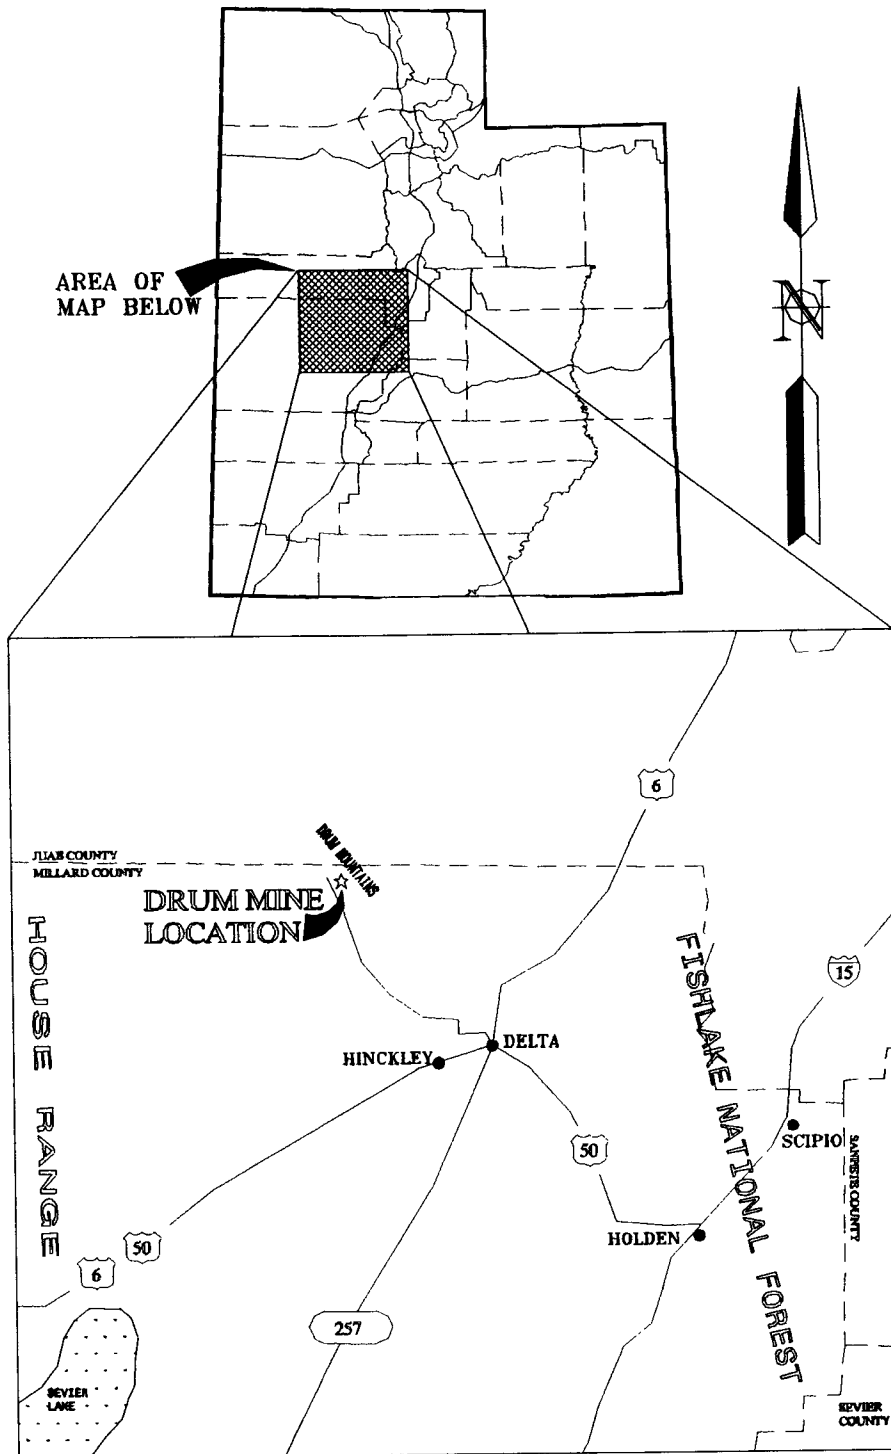 AREA OF
MAP BELOW
N
6
JUAB COUNTY
MILLARD COUNTY
DRUM MOUNTAINS
DRUM MINE
LOCATION
HOUSE RANGE
FISHLAKE NATIONAL FOREST
15
DELTA
HINCKLEY
SCIPIO
50
SANPETE COUNTY
HOLDEN
50
6
257
SEVIER
LAKE
SEVIER
COUNTY